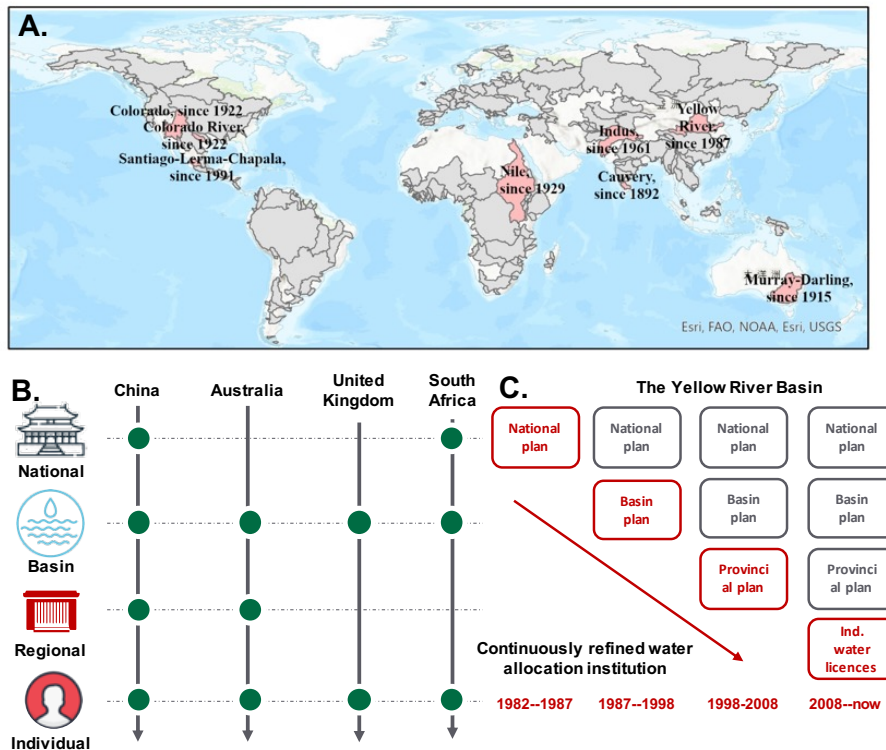 A.
Colorado, since 1922
Colorado River,
since 1922
Santiago-Lerma-Chapala,
since 1991
Nile,
since 1929
Indus,
since 1961
Yellow
River,
since 1987
Cauvery,
since 1892
Murray-Darling,
since 1915
Esri, FAO, NOAA, Esri, USGS
B.
China
Australia
United
Kingdom
South
Africa
National
Basin
Regional
Individual
C.
The Yellow River Basin
National
plan
National
plan
National
plan
National
plan
Basin
plan
Basin
plan
Basin
plan
Provinci
al plan
Provinci
al plan
Ind.
water
licences
Continuously refined water
allocation institution
1982--1987
1987--1998
1998-2008
2008--now